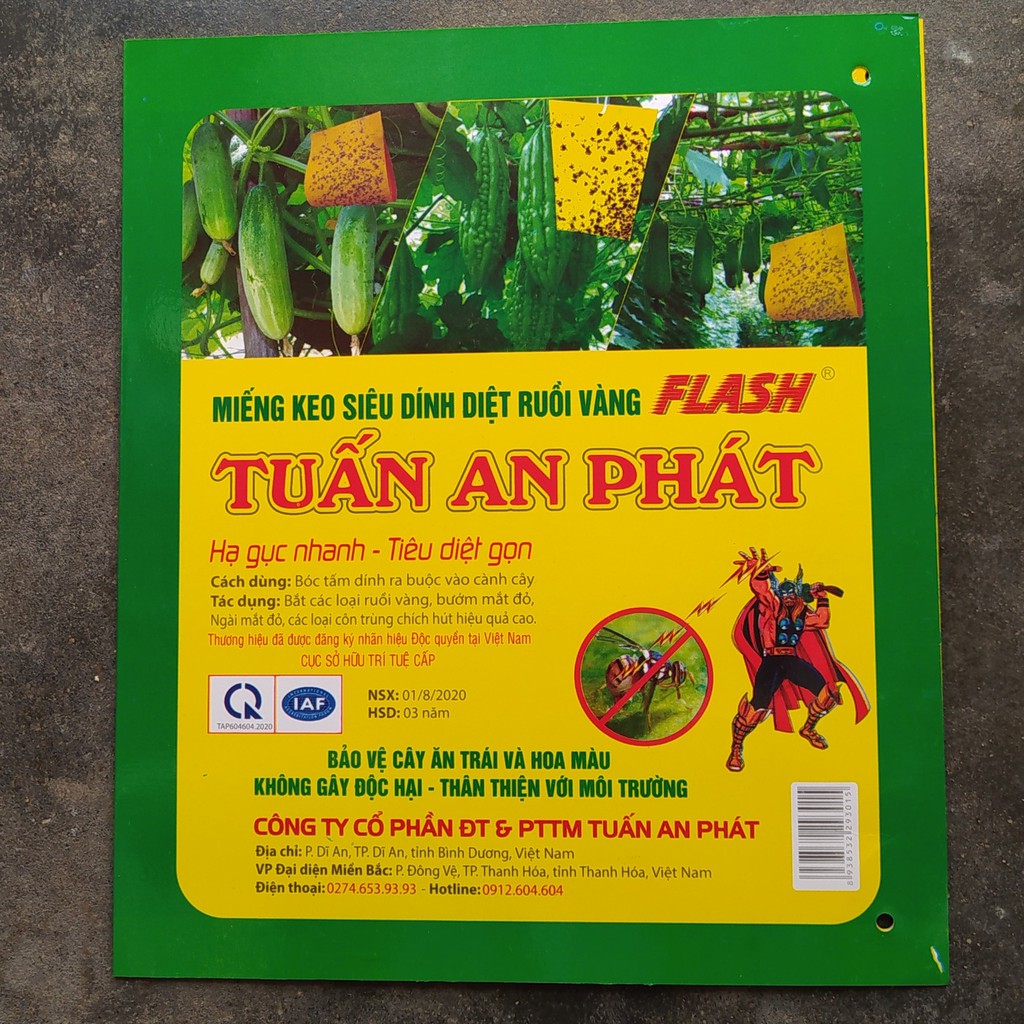 MIẾNG KEO SIÊU DÍNH DIỆT RUỒI VÀNG FLASH ®
TUẤN AN PHÁT
Hạ gục nhanh - Tiêu diệt gọn
Cách dùng: Bóc tấm dính ra buộc vào cành cây
Tác dụng: Bắt các loại ruồi vàng, bướm mắt đỏ,
Ngài mắt đỏ, các loại côn trùng chích hút hiệu quả cao.
Thương hiệu đã được đăng ký nhãn hiệu Độc quyền tại Việt Nam
CỤC SỞ HỮU TRÍ TUỆ CẤP
TAP604604.2020
IAF
NSX: 01/8/2020
HSD: 03 năm
BẢO VỆ CÂY ĂN TRÁI VÀ HOA MÀU
KHÔNG GÂY ĐỘC HẠI - THÂN THIỆN VỚI MÔI TRƯỜNG
CÔNG TY CỔ PHẦN ĐT & PTTM TUẤN AN PHÁT
Địa chỉ: P. Dĩ An, TP. Dĩ An, tỉnh Bình Dương, Việt Nam
VP Đại diện Miền Bắc: P. Đông Vệ, TP. Thanh Hóa, tỉnh Thanh Hóa, Việt Nam
Điện thoại: 0274.653.93.93 - Hotline: 0912.604.604
8 938532 293015